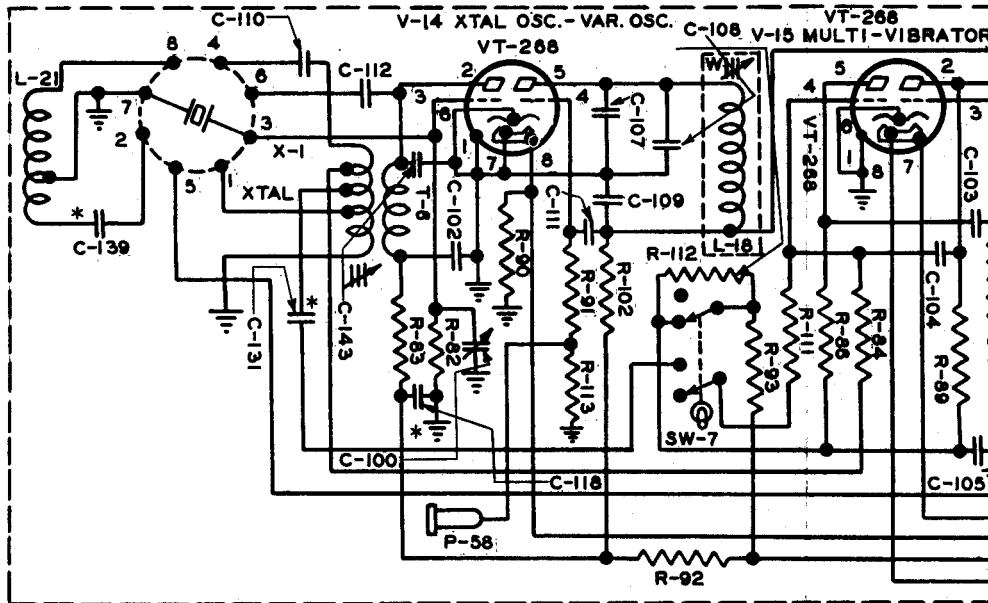 C-110
V-14 XTAL OSC.-VAR. OSC.
VT-268
C-108
VT-268
V-15 MULTI-VIBRATOR
8
4
L-21
7
6
C-112
2
5
W
5
2
3
4
4
2
3
X-1
6
C-107
VT-268
6
3
1
7
8
1
8
7
5
1
XTAL
T-6
C-102
C-111
C-109
C-103
*
C-139
R-90
R-112
L-18
C-131
*
C-143
R-83
R-82
R-91
R-102
R-93
R-111
R-86
R-84
C-104
R-89
R-113
*
SW-7
C-100
C-118
C-105
P-58
R-92